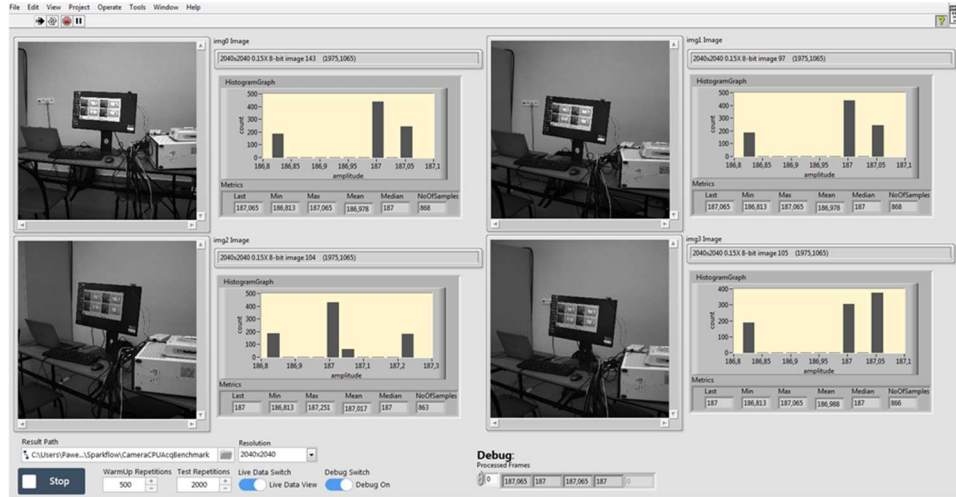 File Edit View Project Operate Tools Window Help
img0 Image
2040x2040 0.15X 8-bit image 143 (1975,1065)
HistogramGraph
500
400
300
200
100
0
count
186,8 186,85 186,9 186,95 187 187,05 187,1
amplitude
Metrics
Last Min Max Mean Median NoOfSamples
187,065 186,813 187,065 186,978 187 868
img1 Image
2040x2040 0.15X 8-bit image 97 (1975,1065)
HistogramGraph
500
400
300
200
100
0
count
186,8 186,85 186,9 186,95 187 187,05 187,1
amplitude
Metrics
Last Min Max Mean Median NoOfSamples
187,065 186,813 187,065 186,978 187 868
img2 Image
2040x2040 0.15X 8-bit image 104 (1975,1065)
HistogramGraph
500
400
300
200
100
0
count
186,8 186,9 187 187,1 187,2 187,3
amplitude
Metrics
Last Min Max Mean Median NoOfSamples
187 186,813 187,251 187,017 187 863
img3 Image
2040x2040 0.15X 8-bit image 105 (1975,1065)
HistogramGraph
400
300
200
100
0
count
186,8 186,85 186,9 186,95 187 187,05 187,1
amplitude
Metrics
Last Min Max Mean Median NoOfSamples
187 186,813 187,065 186,988 187 866
Result Path
C:\Users\Pawe...\Sparkflow\CameraCPUAcqBenchmark
Resolution
2040x2040
Stop
WarmUp Repetitions Test Repetitions Live Data Switch Debug Switch
500 2000 Live Data View Debug On
Debug:
Processed Frames
0 187,065 187 187,065 187 0